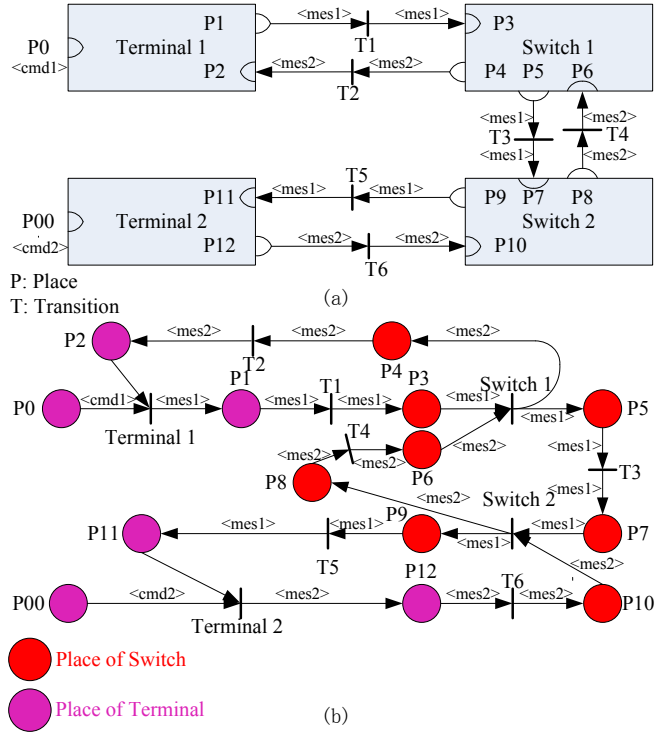 P1 <mes1> <mes1> P3
P0 Terminal 1 T1 Switch 1
<cmd1> P2 <mes2> <mes2> P4 P5 P6
T2
<mes1> <mes2>
T3 T4
<mes1> <mes2>
T5
P11 <mes1> <mes1> P9 P7 P8
P00 Terminal 2 Switch 2
<cmd2> P12 <mes2> <mes2> P10
T6
P: Place
T: Transition
(a)
P2 <mes2> <mes2>
T2 P4
P1 T1 P3 Switch 1
P0 <cmd1> <mes1> <mes1> <mes1> <mes1> <mes1> P5
Terminal 1
T4 <mes1>
<mes2> <mes2> P6 T3
P8 <mes2> Switch 2 <mes1>
P11 <mes1> <mes1> P9 <mes1> <mes1> P7
T5 <mes2>
P12 T6
P00 <cmd2> <mes2> <mes2> <mes2> P10
Terminal 2
Place of Switch
Place of Terminal
(b)